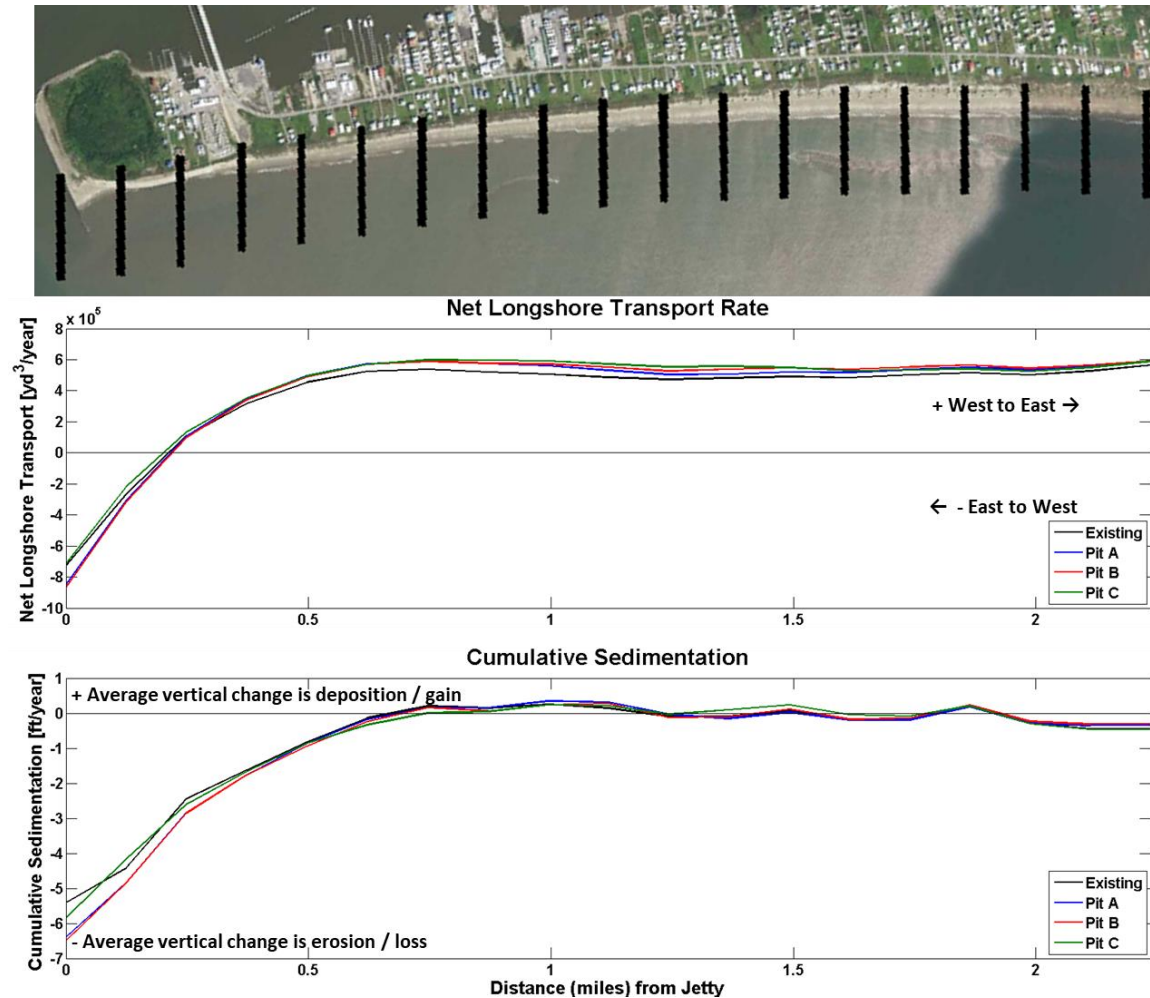 Net Longshore Transport Rate
× 10⁵
Net Longshore Transport [yd³/year]
8
6
4
2
0
-2
-4
-6
-8
-10
+ West to East →
← - East to West
Existing
Pit A
Pit B
Pit C
0
0.5
1
1.5
2
Cumulative Sedimentation
Cumulative Sedimentation [ft/year]
1
0
-1
-2
-3
-4
-5
-6
-7
+ Average vertical change is deposition / gain
- Average vertical change is erosion / loss
Existing
Pit A
Pit B
Pit C
0
0.5
1
1.5
2
Distance (miles) from Jetty